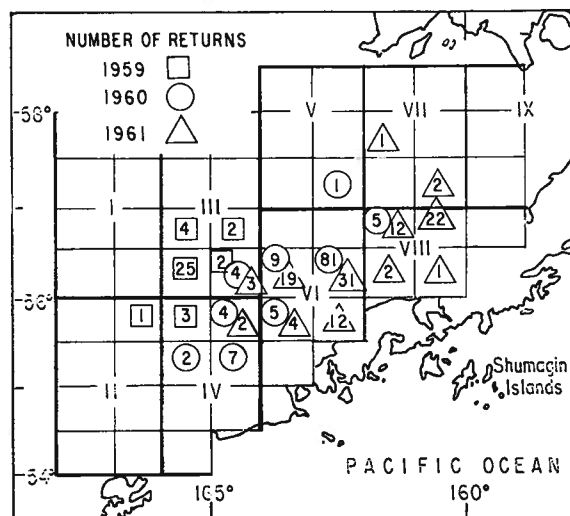 NUMBER OF RETURNS
1959
1960
1961
58°
V
VII
IX
1
1
2
I
III
4
2
5
12
22
VIII
25
2
4
3
9
19
81
31
2
1
56°
VI
1
3
4
2
5
4
12
2
7
II
IV
Shumagin
Islands
54°
PACIFIC OCEAN
165°
160°